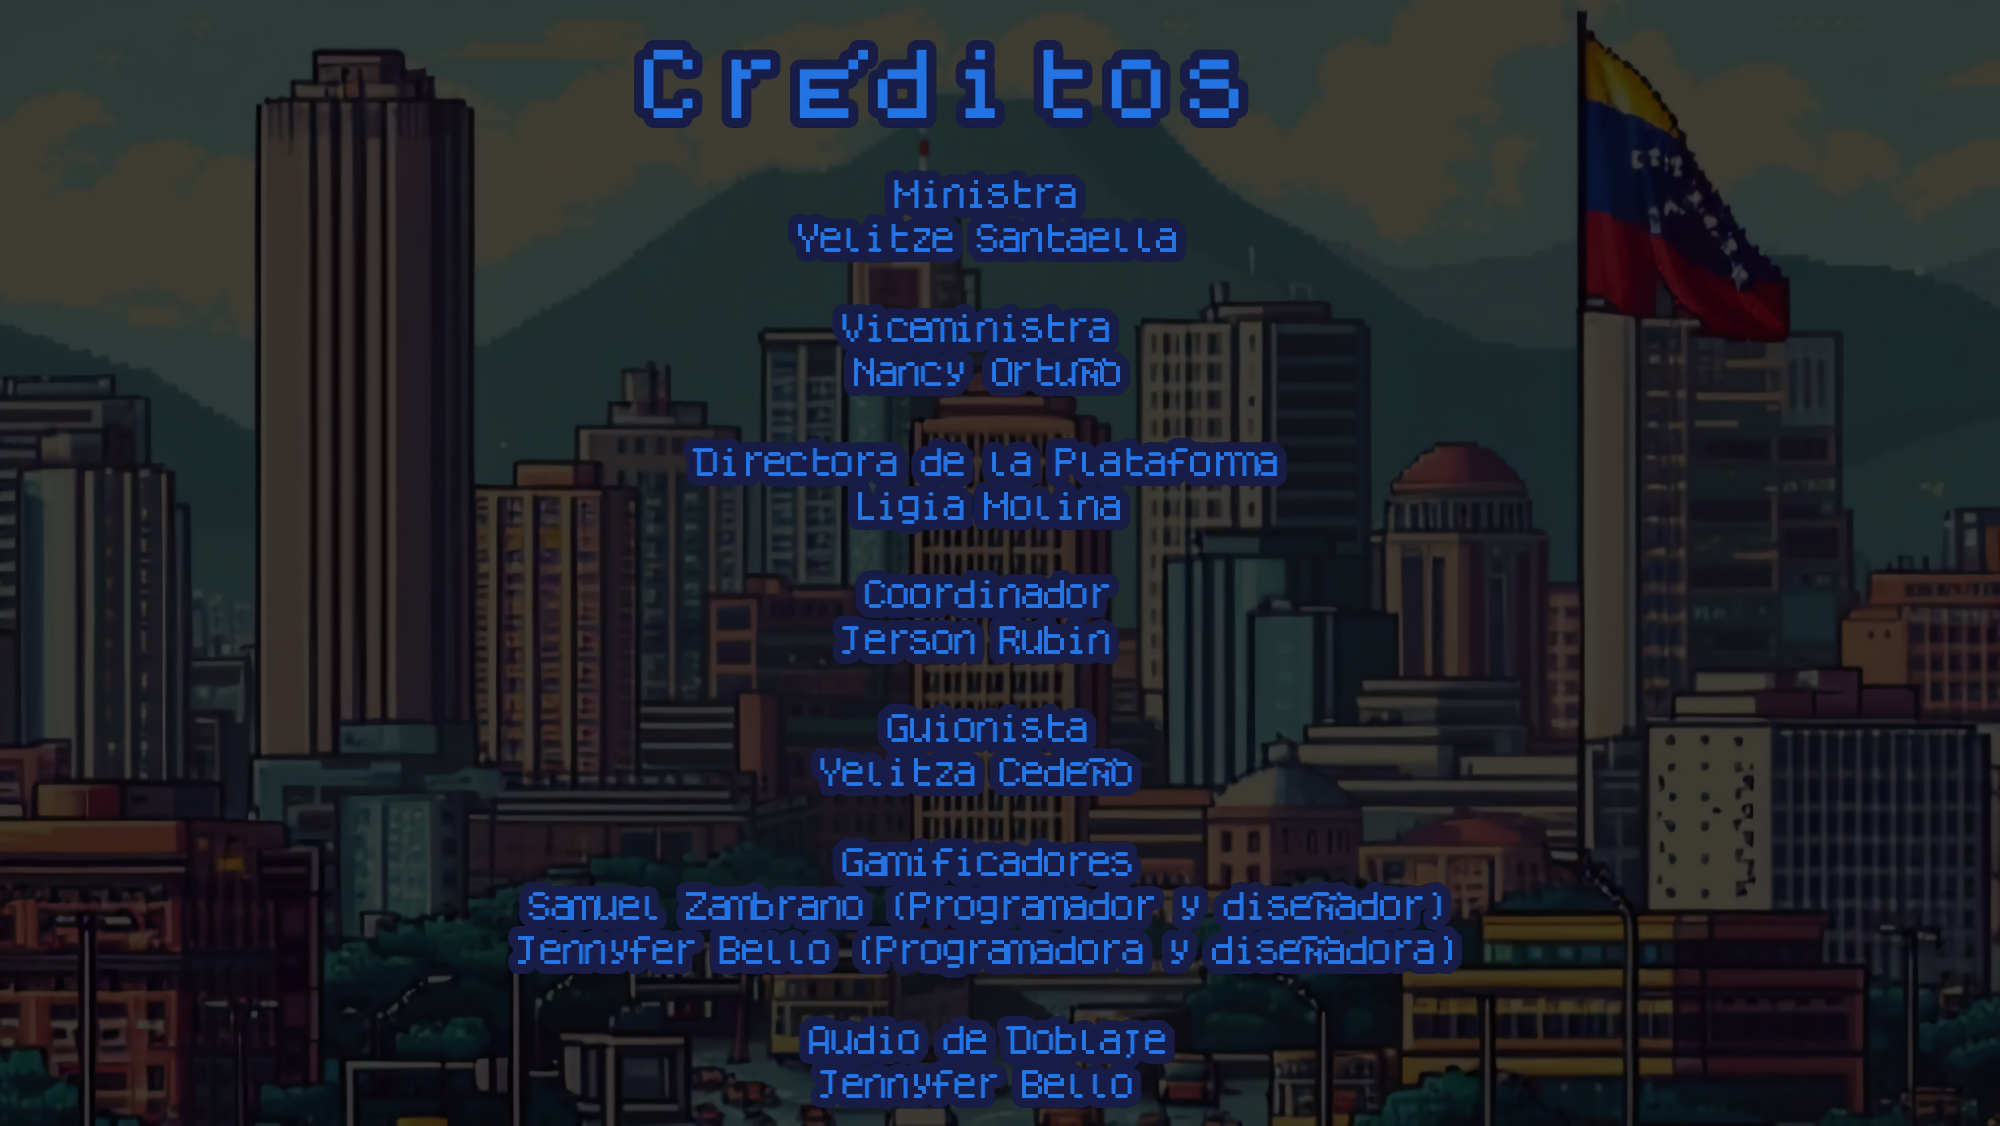 Créditos
Ministra
Yelitze Santaella
Viceministra
Nancy Ortuño
Directora de la Plataforma
Ligia Molina
Coordinador
Jerson Rubin
Guionista
Yelitza Cedeño
Gamificadores
Samuel Zambrano (Programador y diseñador)
Jennyfer Bello (Programadora y diseñadora)
Audio de Doblaje
Jennyfer Bello